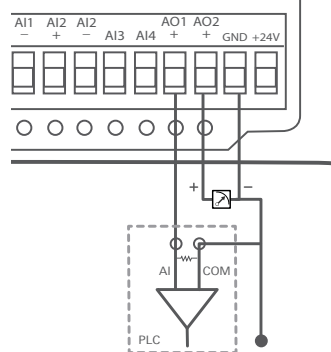 AI1 AI2 AI2 AO1 AO2
− + − AI3 AI4 + + GND +24V
+ −
AI COM
PLC